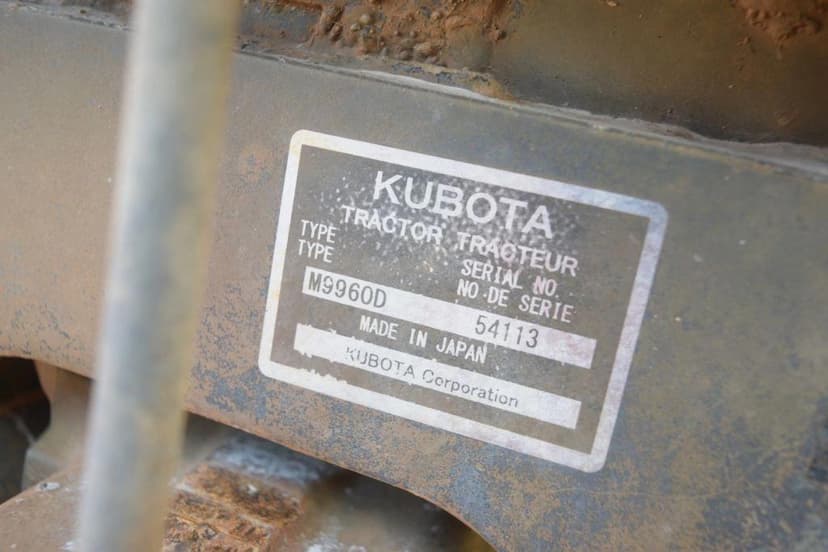 KUBOTA
TRACTOR TRACTEUR
TYPE SERIAL NO.
TYPE NO·DE SERIE
M9960D 54113
MADE IN JAPAN
KUBOTA Corporation